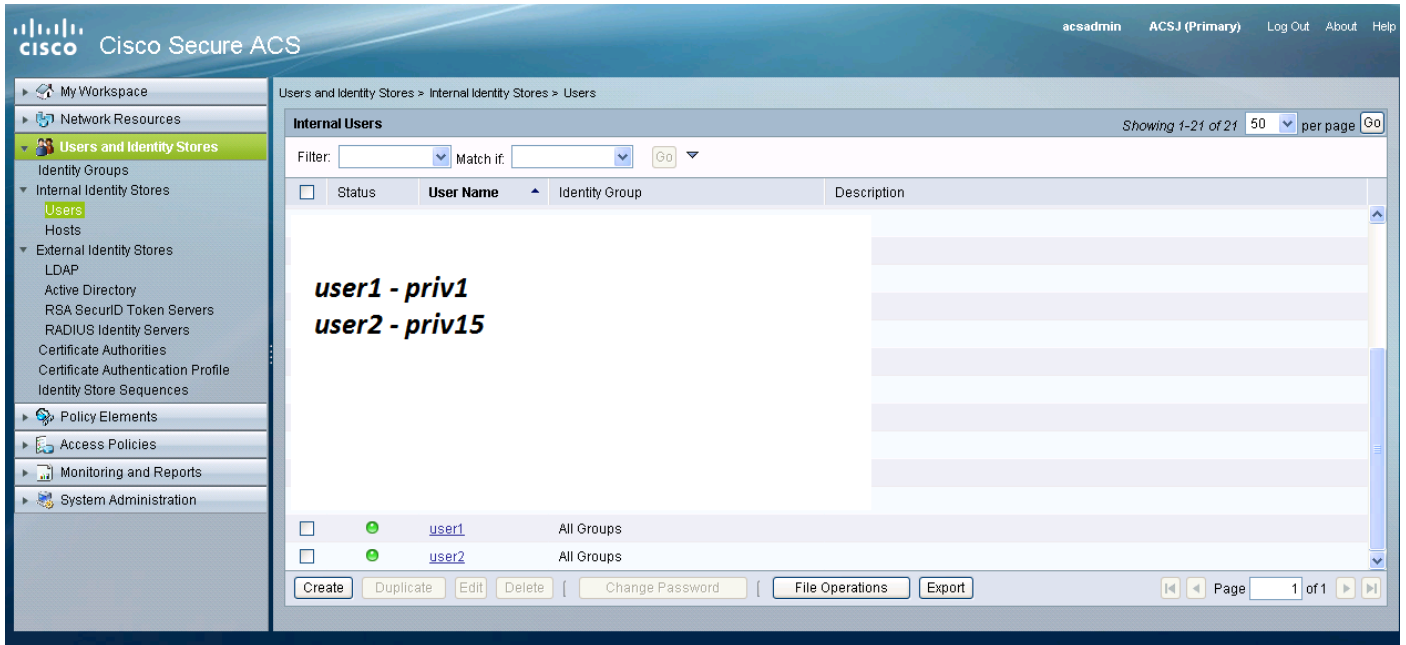 CISCO Cisco Secure ACS
acsadmin ACSJ (Primary) Log Out About Help
My Workspace
Network Resources
Users and Identity Stores
Identity Groups
Internal Identity Stores
Users
Hosts
External Identity Stores
LDAP
Active Directory
RSA SecurID Token Servers
RADIUS Identity Servers
Certificate Authorities
Certificate Authentication Profile
Identity Store Sequences
Policy Elements
Access Policies
Monitoring and Reports
System Administration
Users and Identity Stores > Internal Identity Stores > Users
Internal Users
Showing 1-21 of 21 50 per page Go
Filter: Match if: Go
Status User Name Identity Group Description
user1 - priv1
user2 - priv15
user1 All Groups
user2 All Groups
Create Duplicate Edit Delete | Change Password | File Operations Export
Page 1 of 1